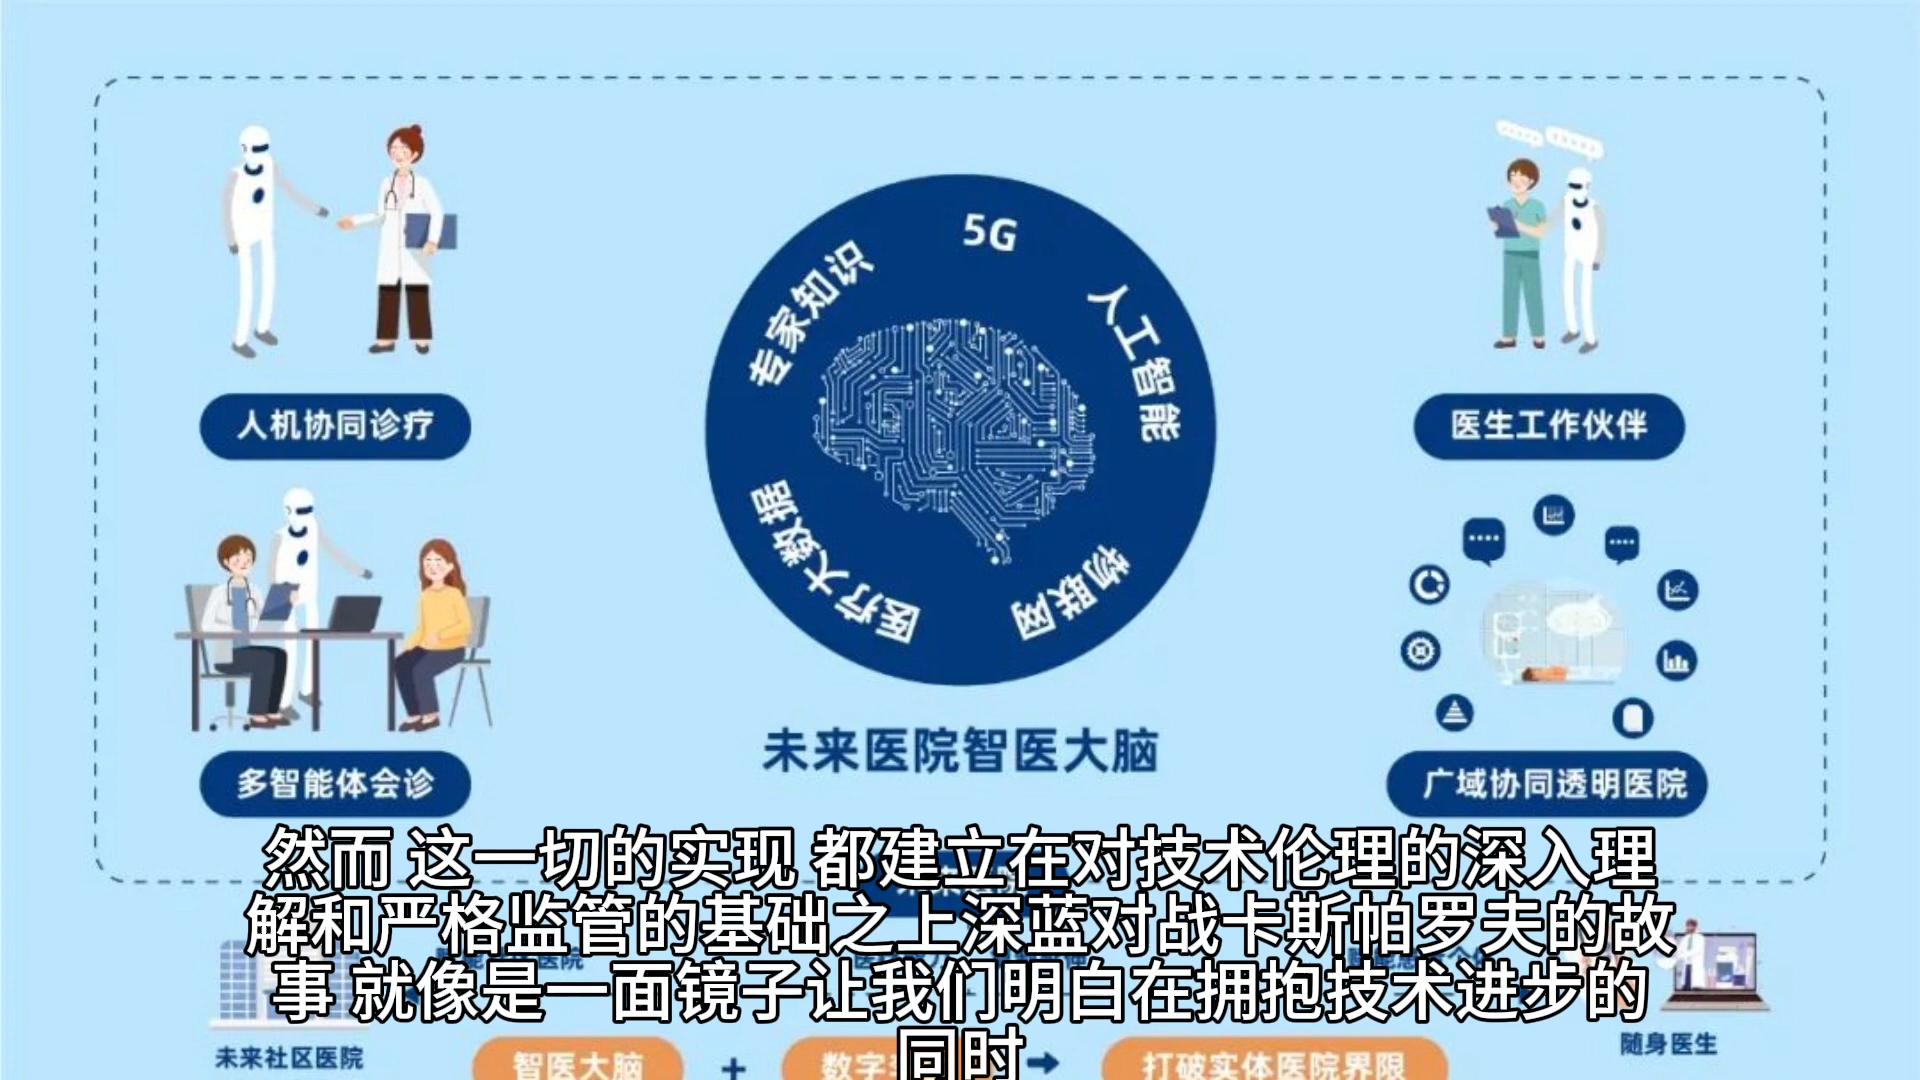 5G
专家知识
人工智能
医疗大数据
物联网
人机协同诊疗
医生工作伙伴
未来医院智医大脑
多智能体会诊
广域协同透明医院
然而 这一切的实现 都建立在对技术伦理的深入理
解和严格监管的基础之上深蓝对战卡斯帕罗夫的故
事 就像是一面镜子让我们明白在拥抱技术进步的
同时
未来社区医院
随身医生
智医大脑
+
数字
打破实体医院界限